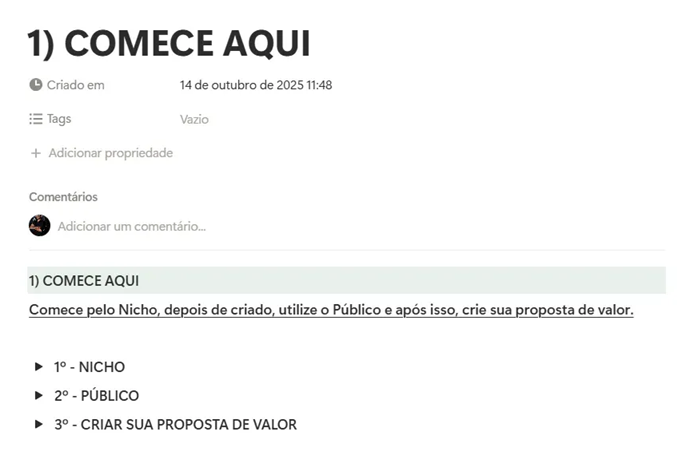 1) COMECE AQUI
Criado em 14 de outubro de 2025 11:48
Tags Vazio
+ Adicionar propriedade
Comentários
Adicionar um comentário...
1) COMECE AQUI
Comece pelo Nicho, depois de criado, utilize o Público e após isso, crie sua proposta de valor.
1º - NICHO
2º - PÚBLICO
3º - CRIAR SUA PROPOSTA DE VALOR